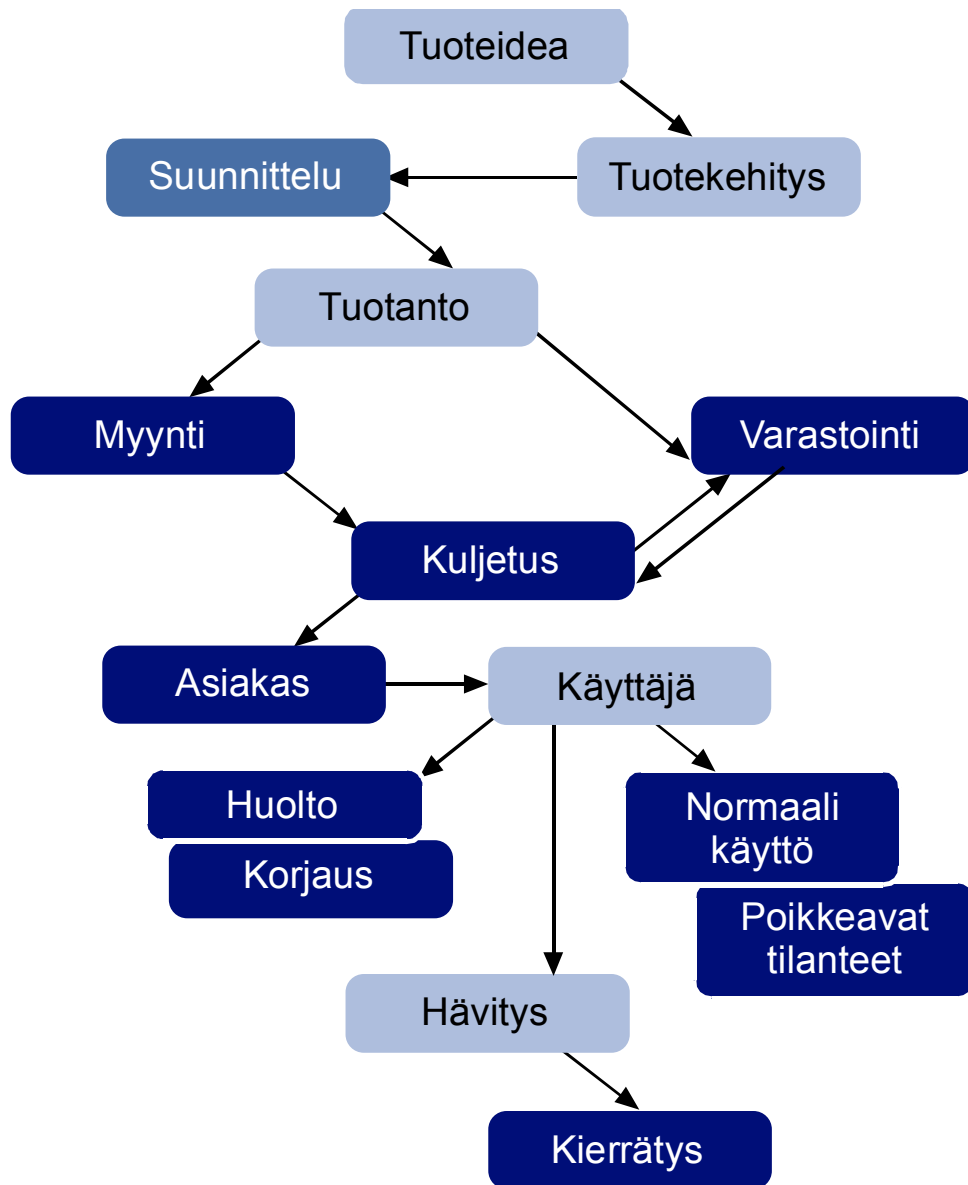 Tuoteidea
Suunnittelu
Tuotekehitys
Tuotanto
Myynti
Varastointi
Kuljetus
Asiakas
Käyttäjä
Huolto
Korjaus
Normaali
käyttö
Poikkeavat
tilanteet
Hävitys
Kierrätys